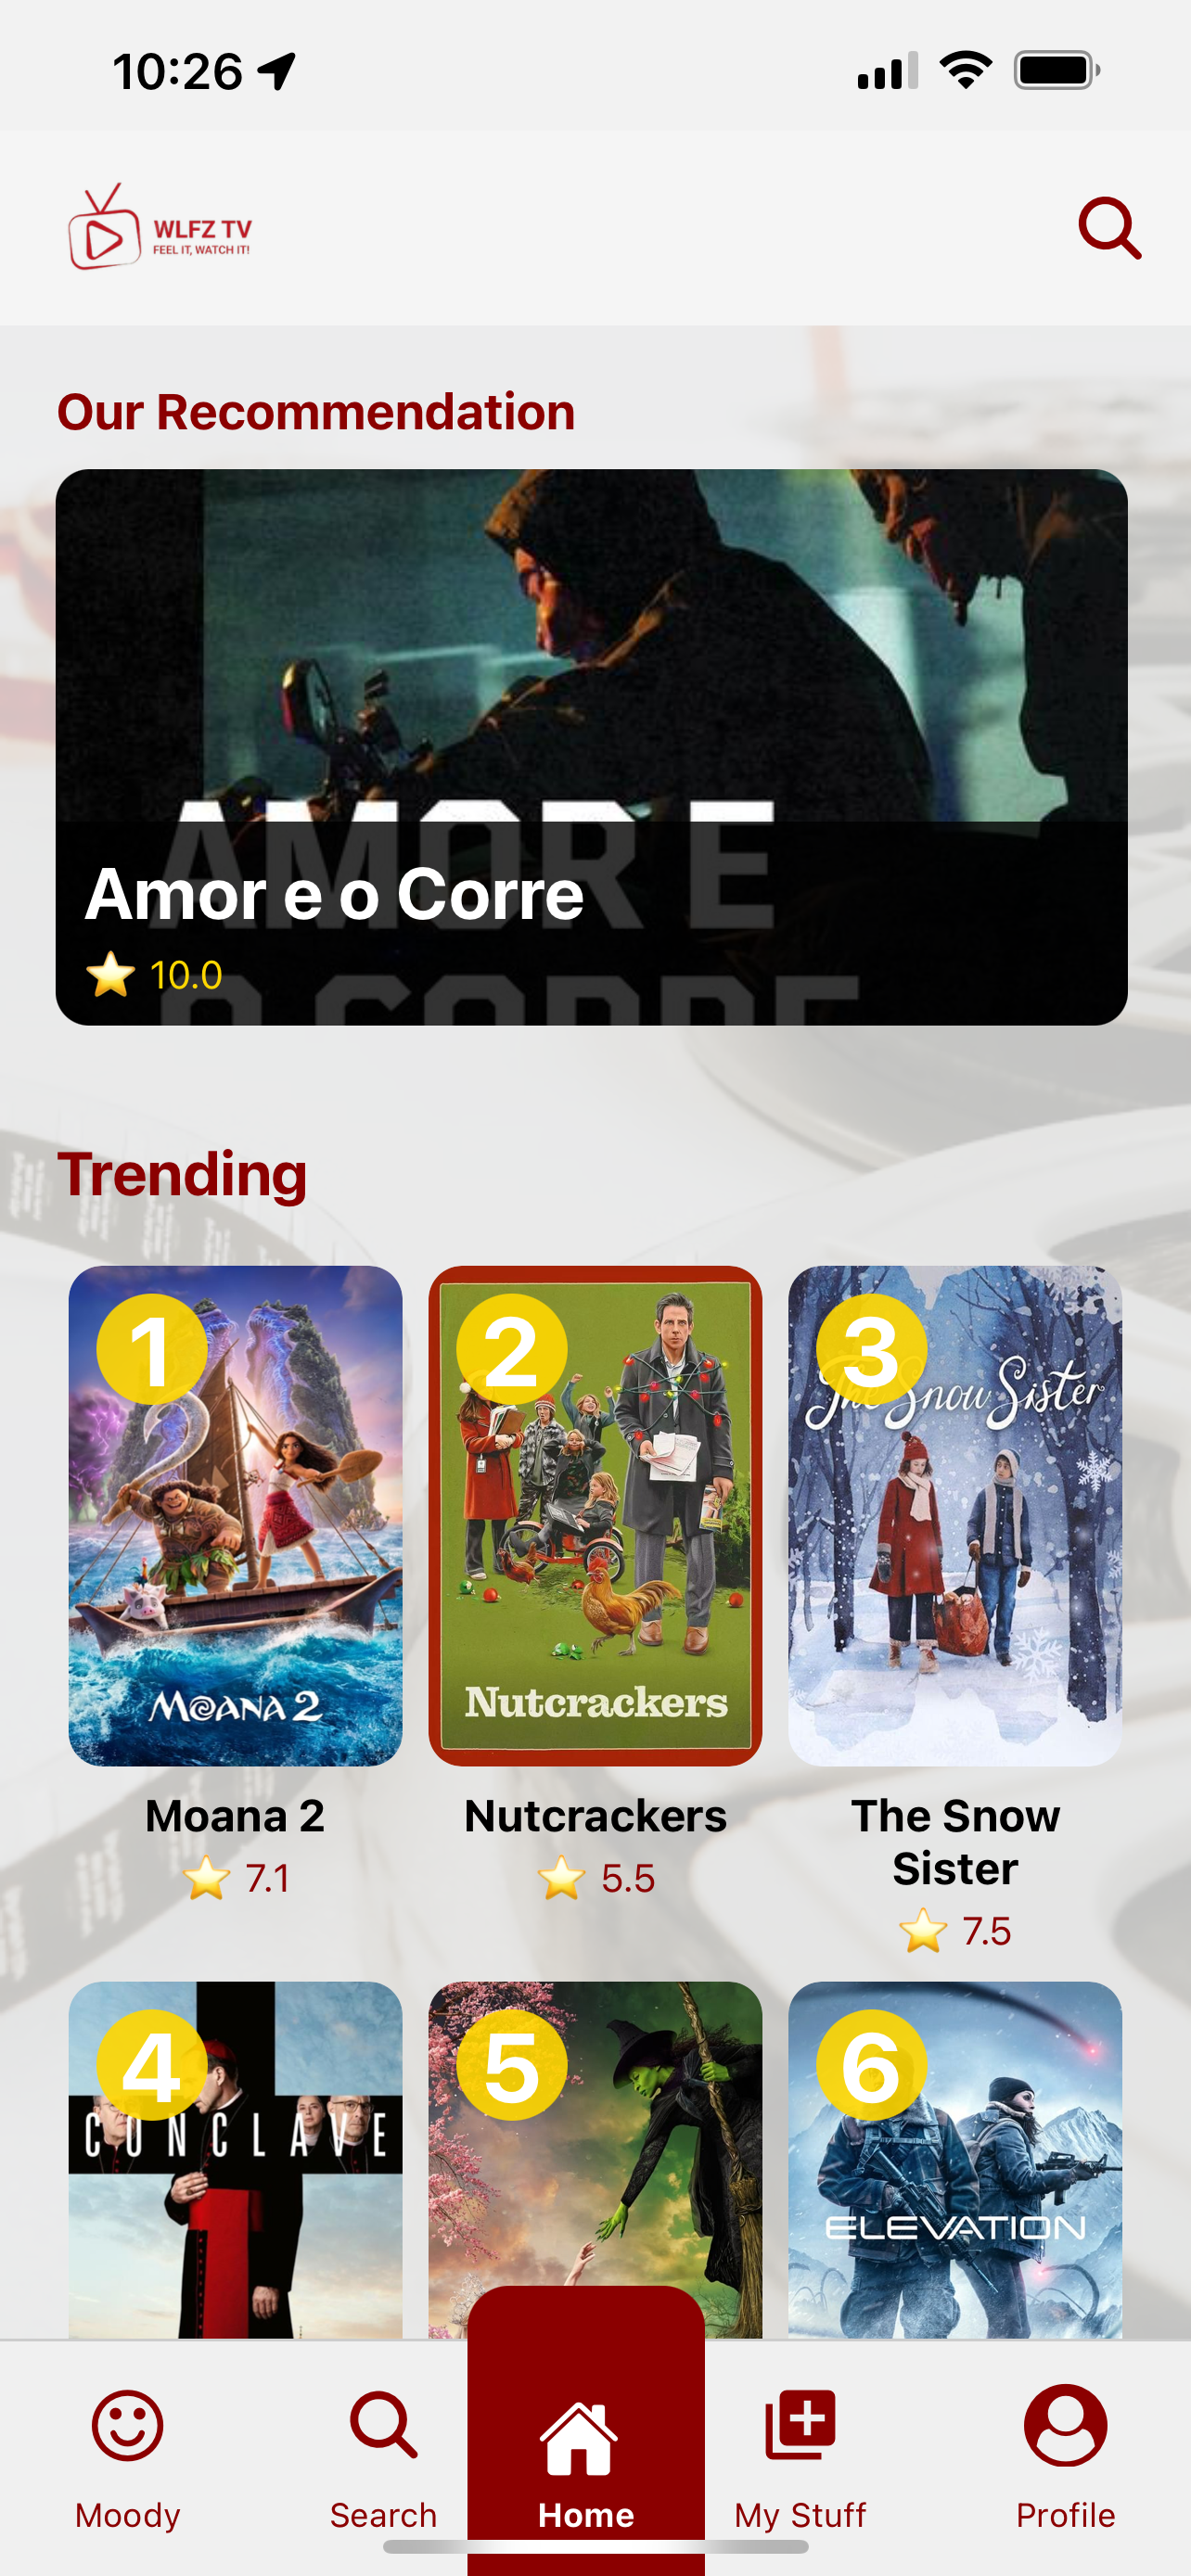 10:26
WLFZ TV
FEEL IT, WATCH IT!
Our Recommendation
AMOR E
O CORRE
Amor e o Corre
10.0
Trending
1
2
3
MOANA 2
Nutcrackers
The Snow Sister
Moana 2
Nutcrackers
The Snow
Sister
7.1
5.5
7.5
4
5
6
CONCLAVE
ELEVATION
Moody
Search
Home
My Stuff
Profile